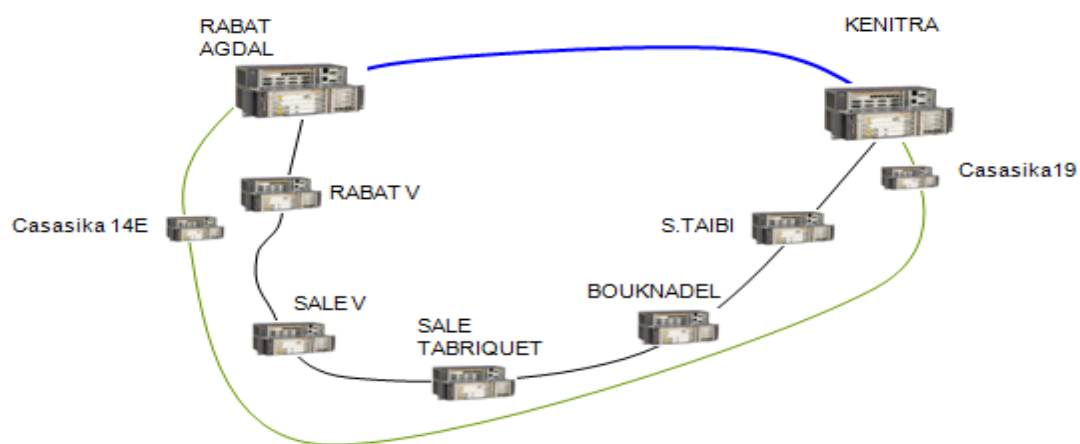 RABAT
AGDAL
KENITRA
Casasika19
RABAT V
Casasika 14E
S.TAIBI
BOUKNADEL
SALE V
SALE
TABRIQUET